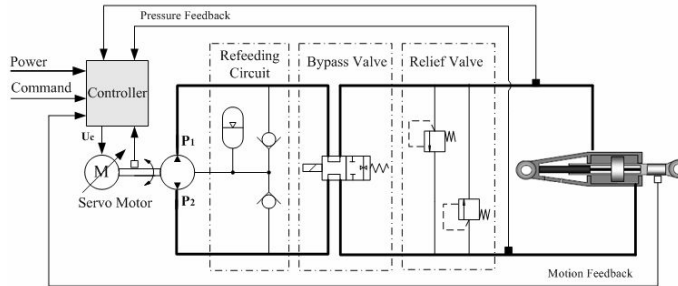 Pressure Feedback
Power
Command
Controller
Refeeding
Circuit
Bypass Valve
Relief Valve
Uc
P1
M
P2
Servo Motor
Motion Feedback